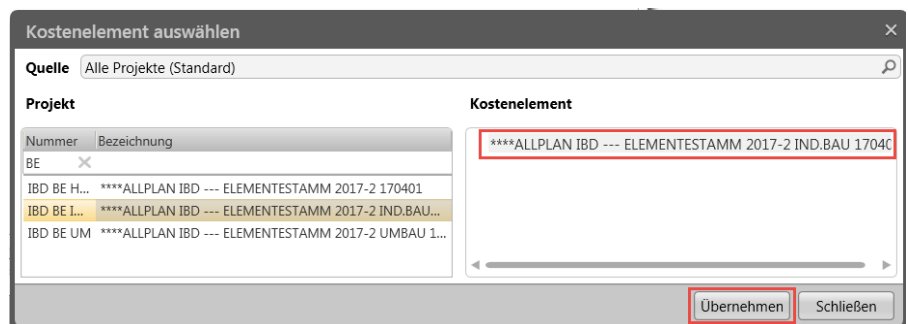 Kostenelement auswählen
Quelle Alle Projekte (Standard)
Projekt
Kostenelement
Nummer Bezeichnung
BE
IBD BE H... ****ALLPLAN IBD --- ELEMENTESTAMM 2017-2 170401
IBD BE I... ****ALLPLAN IBD --- ELEMENTESTAMM 2017-2 IND.BAU...
IBD BE UM ****ALLPLAN IBD --- ELEMENTESTAMM 2017-2 UMBAU 1...
****ALLPLAN IBD --- ELEMENTESTAMM 2017-2 IND.BAU 1704
Übernehmen
Schließen